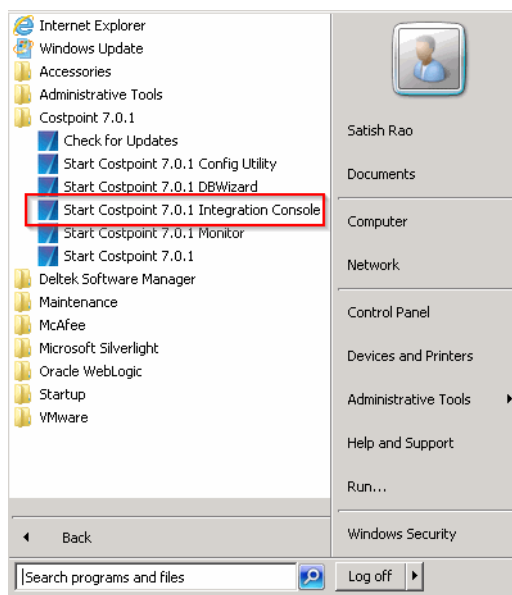 Internet Explorer
Windows Update
Accessories
Administrative Tools
Costpoint 7.0.1
Check for Updates
Start Costpoint 7.0.1 Config Utility
Start Costpoint 7.0.1 DBWizard
Start Costpoint 7.0.1 Integration Console
Start Costpoint 7.0.1 Monitor
Start Costpoint 7.0.1
Deltek Software Manager
Maintenance
McAfee
Microsoft Silverlight
Oracle WebLogic
Startup
VMware
Back
Search programs and files
Satish Rao
Documents
Computer
Network
Control Panel
Devices and Printers
Administrative Tools
Help and Support
Run...
Windows Security
Log off